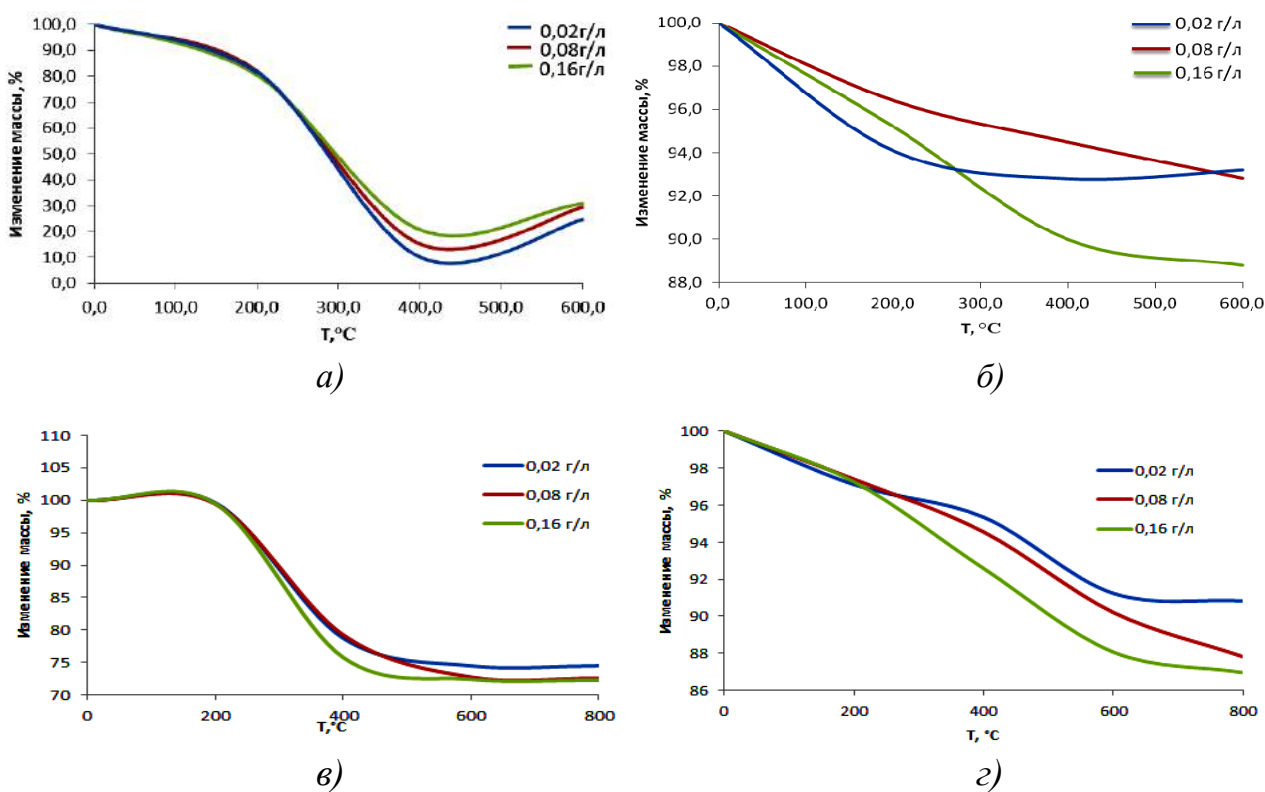 Изменение массы, %
100,0
90,0
80,0
70,0
60,0
50,0
40,0
30,0
20,0
10,0
0,0
0,0 100,0 200,0 300,0 400,0 500,0 600,0
T,°C
0,02г/л
0,08г/л
0,16г/л
а)
Изменение массы,%
100,0
98,0
96,0
94,0
92,0
90,0
88,0
0,0 100,0 200,0 300,0 400,0 500,0 600,0
T, °C
0,02 г/л
0,08 г/л
0,16 г/л
б)
Изменение массы, %
110
105
100
95
90
85
80
75
70
0 200 400 600 800
T,°C
0,02 г/л
0,08 г/л
0,16 г/л
в)
Изменение массы, %
100
98
96
94
92
90
88
86
0 200 400 600 800
T, °C
0,02 г/л
0,08 г/л
0,16 г/л
г)